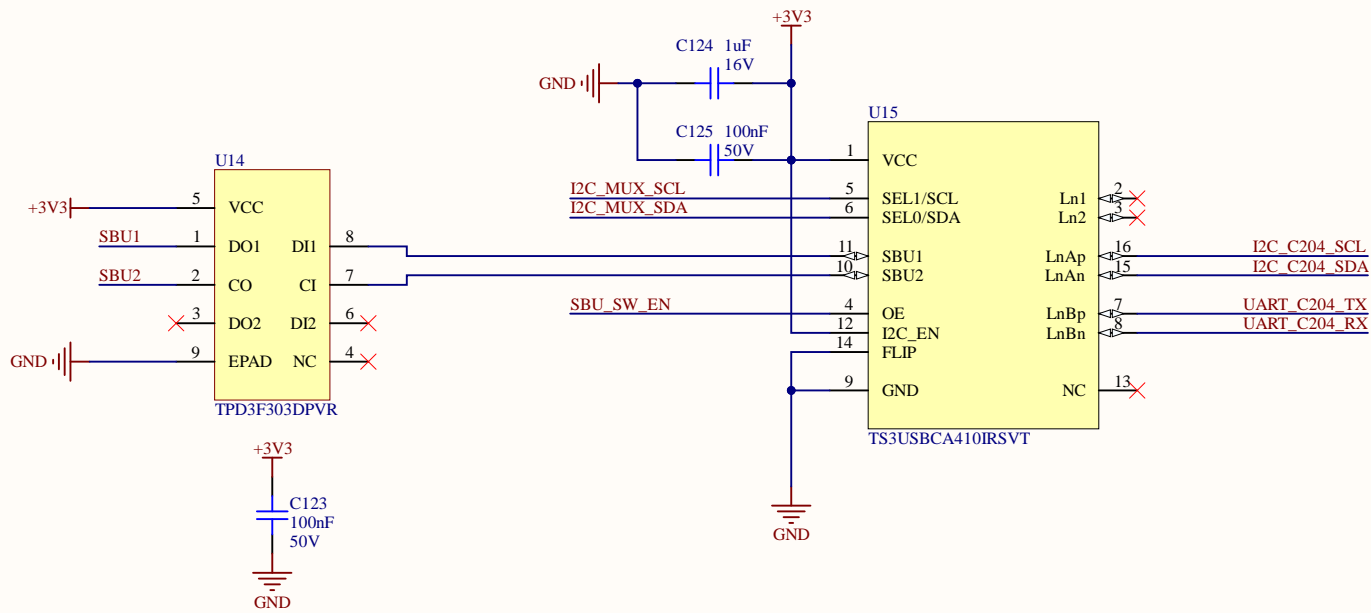 +3V3
C124 1uF
16V
GND
C125 100nF
50V
U15
1 VCC
I2C_MUX_SCL 5 SEL1/SCL Ln1 2
I2C_MUX_SDA 6 SEL0/SDA Ln2 3
11 SBU1 LnAp 16 I2C_C204_SCL
10 SBU2 LnAn 15 I2C_C204_SDA
SBU_SW_EN 4 OE LnBp 7 UART_C204_TX
12 I2C_EN LnBn 8 UART_C204_RX
14 FLIP
9 GND NC 13
TS3USBCA410IRSVT
GND
U14
+3V3 5 VCC
SBU1 1 DO1 DI1 8
SBU2 2 CO CI 7
3 DO2 DI2 6
GND 9 EPAD NC 4
TPD3F303DPVR
+3V3
C123
100nF
50V
GND